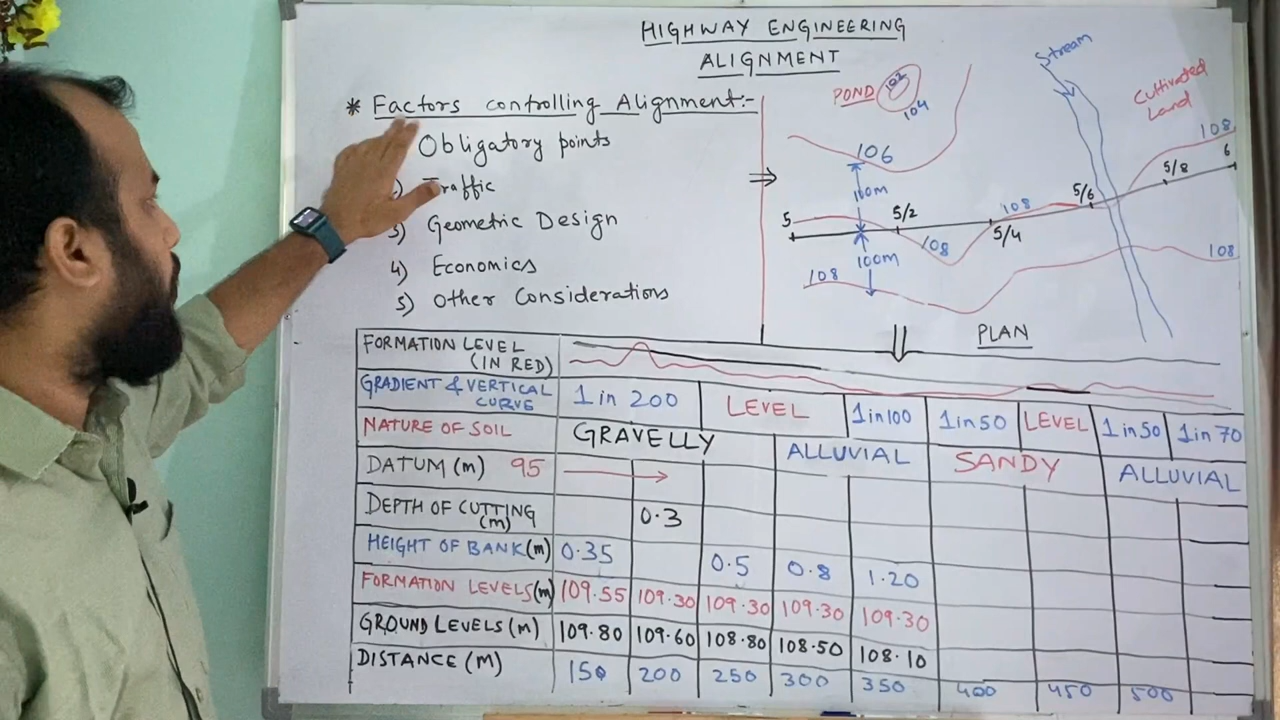 HIGHWAY ENGINEERING
ALIGNMENT
* Factors controlling Alignment:-
Obligatory points
) Traffic
3) Geometric Design
4) Economics
5) Other Considerations
POND 102
104
106
100m
100m
5
5/2
108
108
5/4
108
5/6
5/8
6
108
108
Stream
Cultivated
Land
PLAN
FORMATION LEVEL
(IN RED)
GRADIENT & VERTICAL
CURVE
1 in 200 LEVEL 1 in 100 1 in 50 LEVEL 1 in 50 1 in 70
NATURE OF SOIL GRAVELLY ALLUVIAL SANDY ALLUVIAL
DATUM (m) 95
DEPTH OF CUTTING
(m) 0.3
HEIGHT OF BANK (m) 0.35 0.5 0.8 1.20
FORMATION LEVELS (m) 109.55 109.30 109.30 109.30 109.30
GROUND LEVELS (m) 109.80 109.60 108.80 108.50 108.10
DISTANCE (M) 150 200 250 300 350 400 450 500